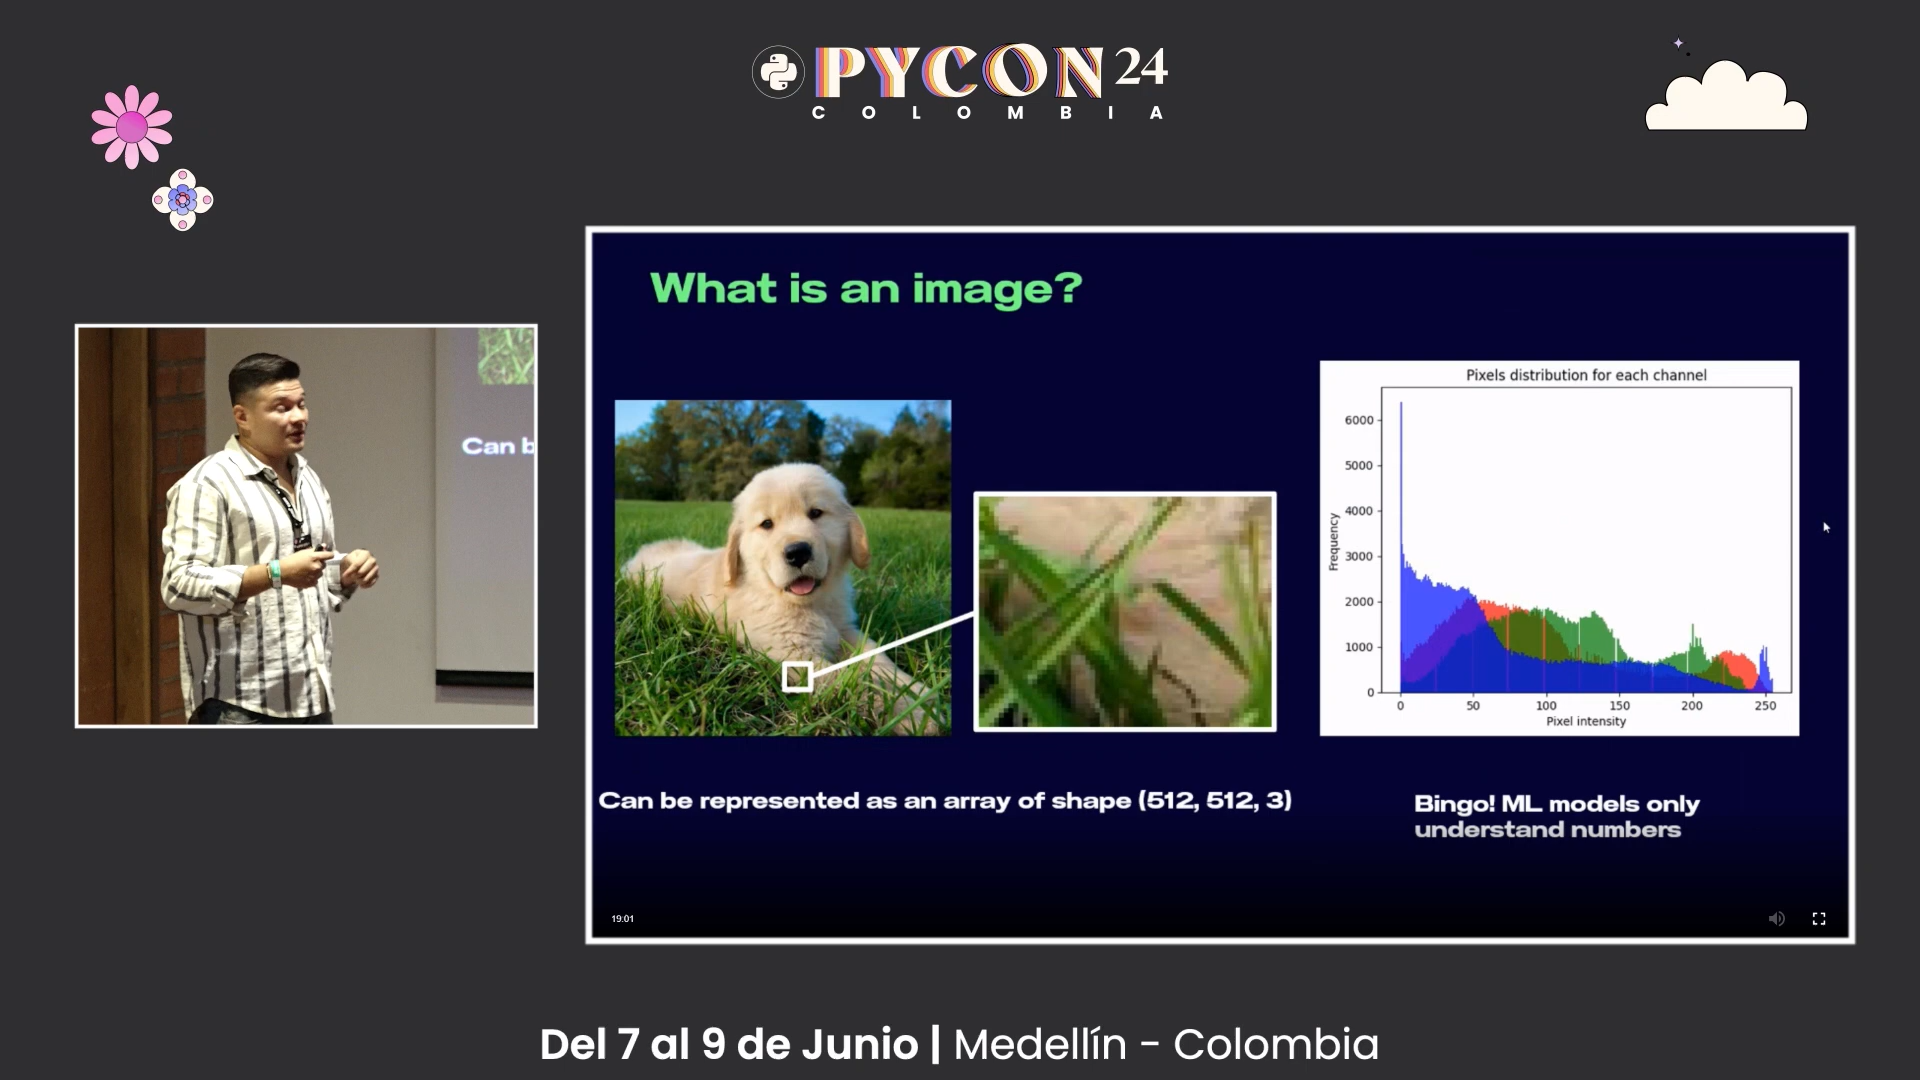 PYCON 24
COLOMBIA
What is an image?
Can b
Pixels distribution for each channel
6000
5000
4000
3000
2000
1000
0
Frequency
0 50 100 150 200 250
Pixel intensity
Can be represented as an array of shape (512, 512, 3)
Bingo! ML models only
understand numbers
19:01
Del 7 al 9 de Junio | Medellín - Colombia